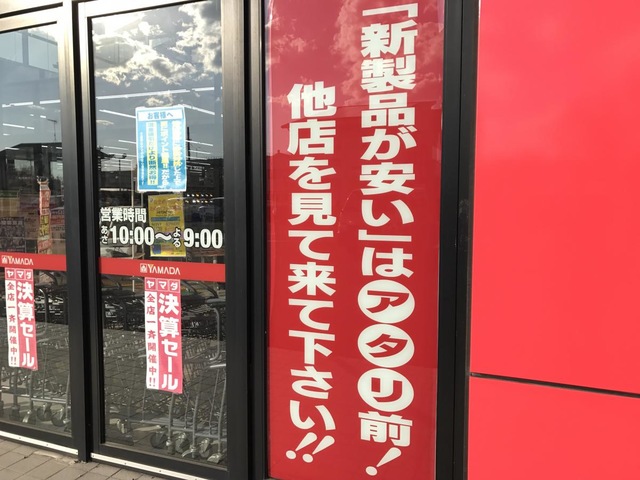 「新製品が安い」はアタリ前!
他店を見て来て下さい!!
お客様へ
営業時間
あさ10:00～よる9:00
YAMADA
ヤマダ
決算セール
全店一斉開催中!!
YAMADA
ヤマダ
決算セール
全店一斉開催中!!